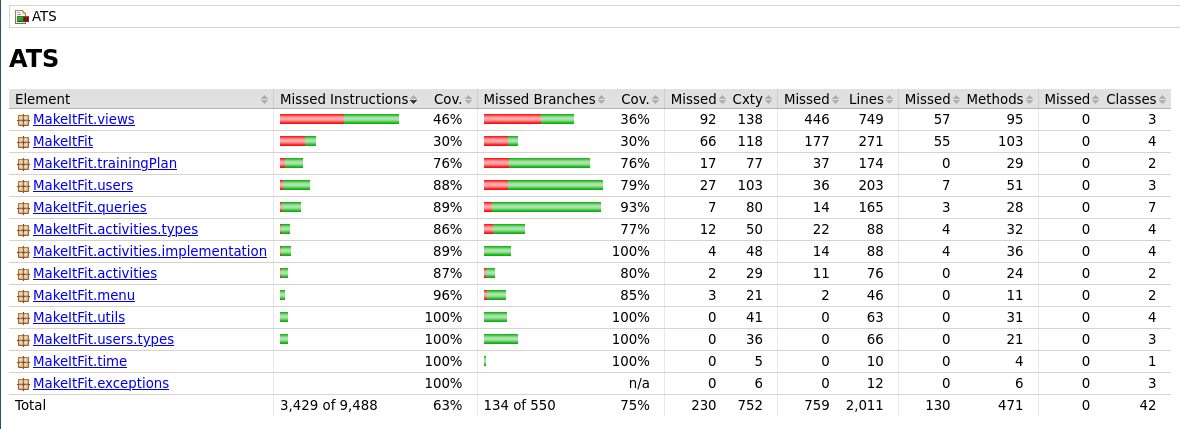 ATS
ATS
Element Missed Instructions Cov. Missed Branches Cov. Missed Cxty Missed Lines Missed Methods Missed Classes
MakeItFit.views 46% 36% 92 138 446 749 57 95 0 3
MakeItFit 30% 30% 66 118 177 271 55 103 0 4
MakeItFit.trainingPlan 76% 76% 17 77 37 174 0 29 0 2
MakeItFit.users 88% 79% 27 103 36 203 7 51 0 3
MakeItFit.queries 89% 93% 7 80 14 165 3 28 0 7
MakeItFit.activities.types 86% 77% 12 50 22 88 4 32 0 4
MakeItFit.activities.implementation 89% 100% 4 48 14 88 4 36 0 4
MakeItFit.activities 87% 80% 2 29 11 76 0 24 0 2
MakeItFit.menu 96% 85% 3 21 2 46 0 11 0 2
MakeItFit.utils 100% 100% 0 41 0 63 0 31 0 4
MakeItFit.users.types 100% 100% 0 36 0 66 0 21 0 3
MakeItFit.time 100% 100% 0 5 0 10 0 4 0 1
MakeItFit.exceptions 100% n/a 0 6 0 12 0 6 0 3
Total 3,429 of 9,488 63% 134 of 550 75% 230 752 759 2,011 130 471 0 42